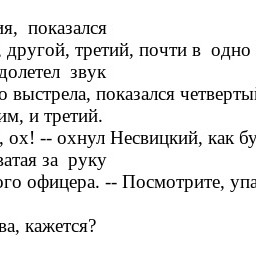 ия, показался
, другой, третий, почти в одно
долетел звук
о выстрела, показался четверты
им, и третий.
, ох! -- охнул Несвицкий, как бу
ватая за руку
ого офицера. -- Посмотрите, упа
ва, кажется?